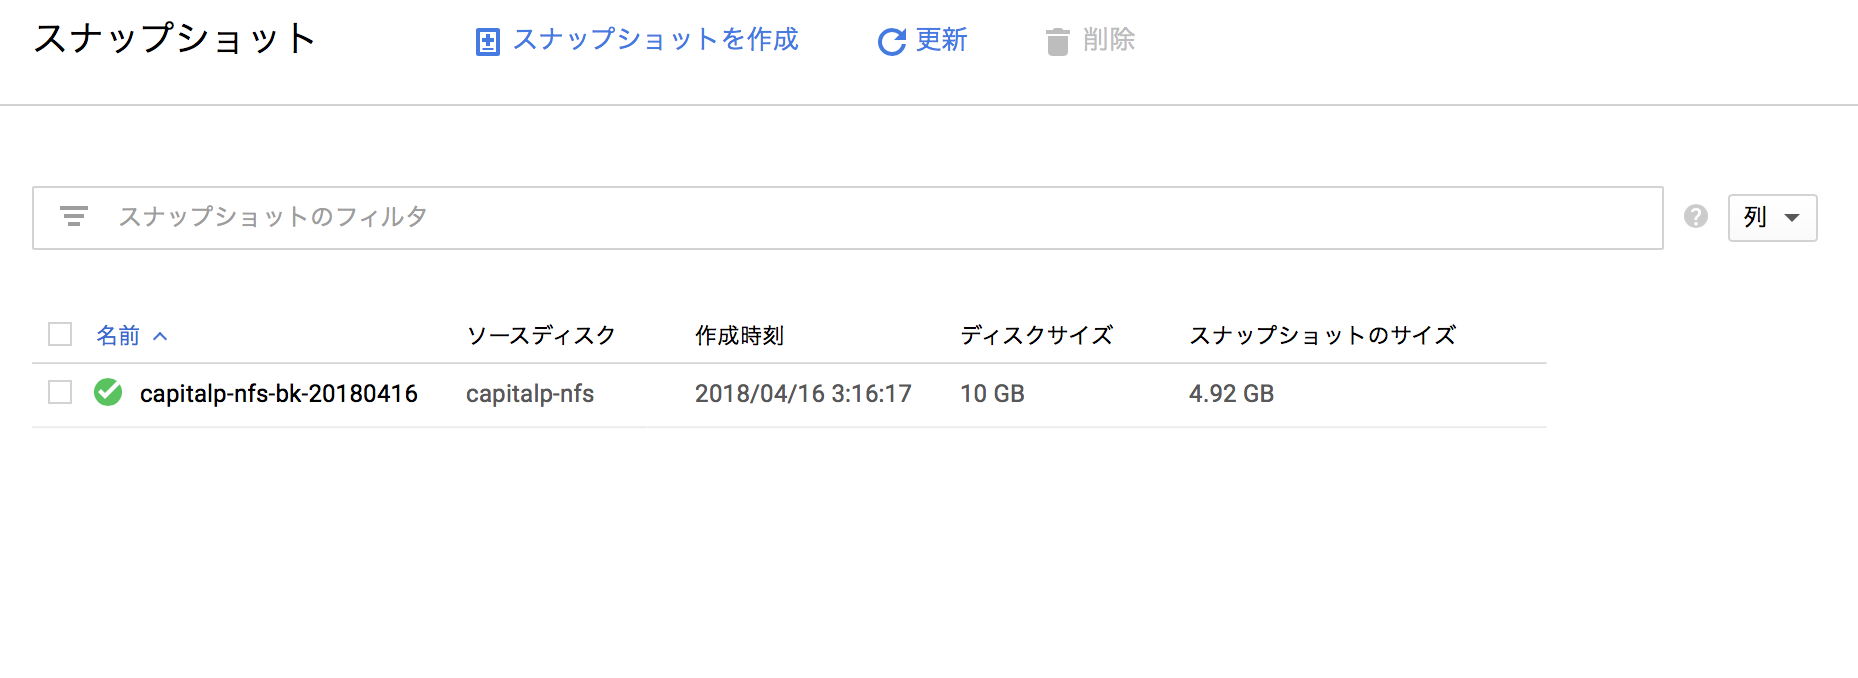 スナップショット スナップショットを作成 更新 削除
スナップショットのフィルタ ? 列
名前 ソースディスク 作成時刻 ディスクサイズ スナップショットのサイズ
capitalp-nfs-bk-20180416 capitalp-nfs 2018/04/16 3:16:17 10 GB 4.92 GB